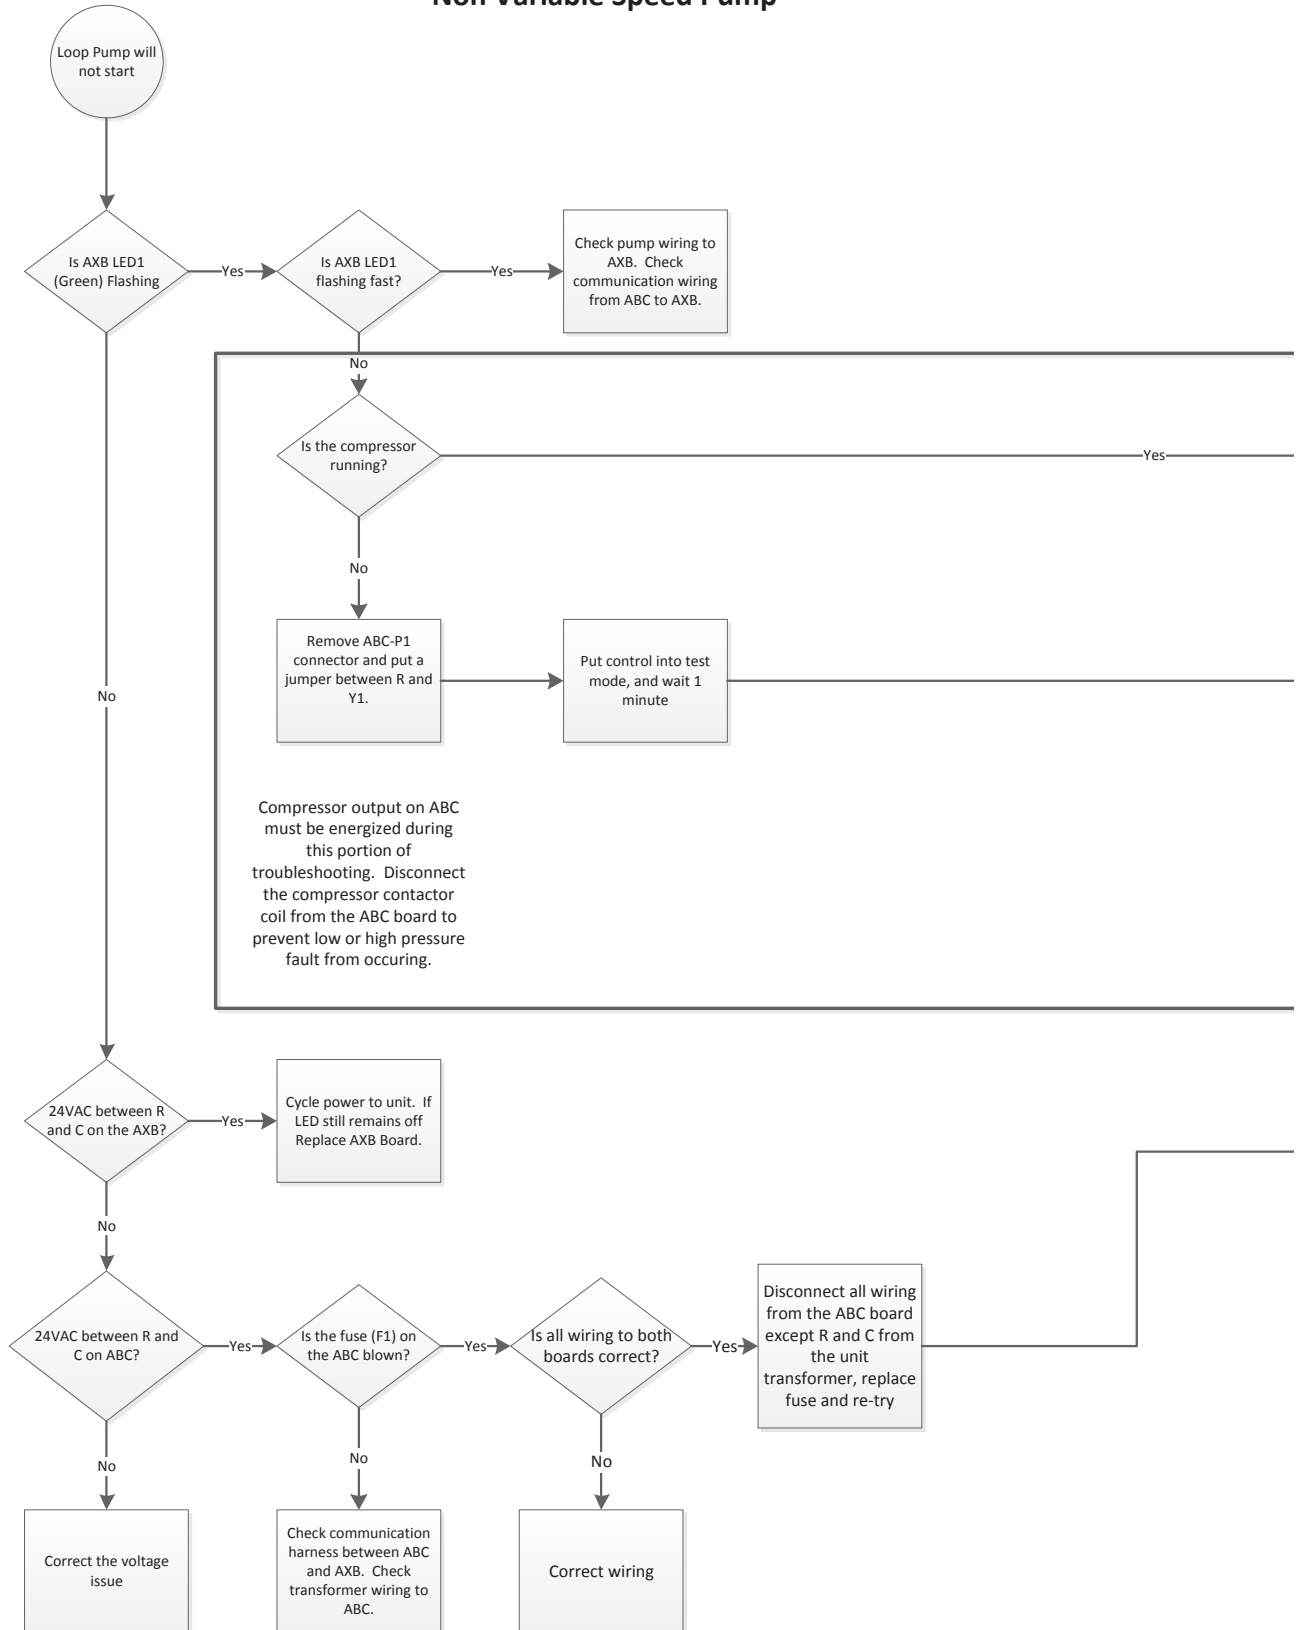 Non Variable Speed Pump
Loop Pump will
not start
Is AXB LED1
(Green) Flashing
Yes
Is AXB LED1
flashing fast?
Yes
Check pump wiring to
AXB. Check
communication wiring
from ABC to AXB.
No
Is the compressor
running?
Yes
No
Remove ABC-P1
connector and put a
jumper between R and
Y1.
Put control into test
mode, and wait 1
minute
No
Compressor output on ABC
must be energized during
this portion of
troubleshooting. Disconnect
the compressor contactor
coil from the ABC board to
prevent low or high pressure
fault from occuring.
24VAC between R
and C on the AXB?
Yes
Cycle power to unit. If
LED still remains off
Replace AXB Board.
No
24VAC between R and
C on ABC?
Yes
Is the fuse (F1) on
the ABC blown?
Yes
Is all wiring to both
boards correct?
Yes
Disconnect all wiring
from the ABC board
except R and C from
the unit
transformer, replace
fuse and re-try
No
No
No
Correct the voltage
issue
Check communication
harness between ABC
and AXB. Check
transformer wiring to
ABC.
Correct wiring